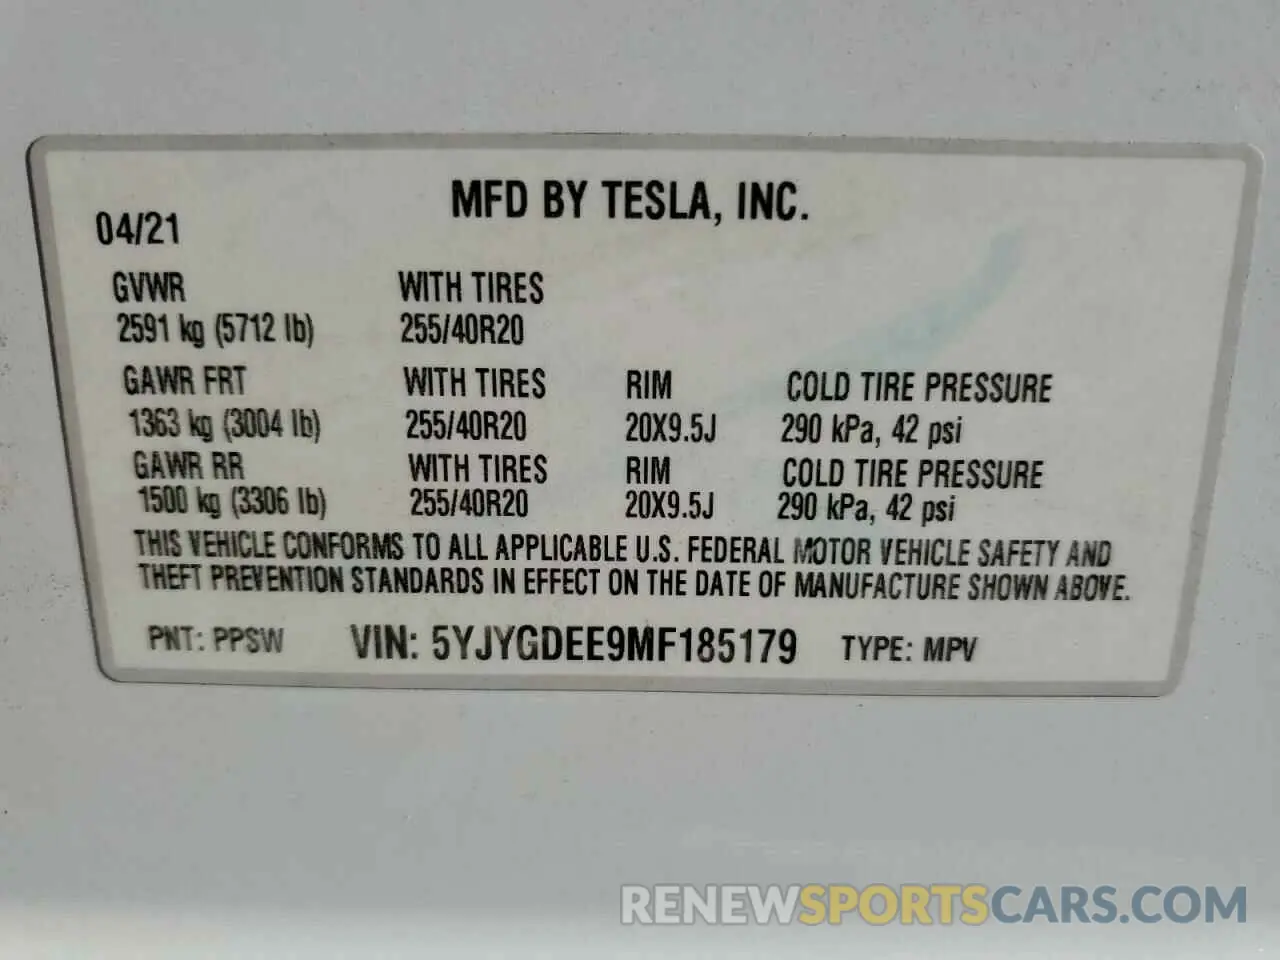 MFD BY TESLA, INC.
04/21
GVWR WITH TIRES
2591 kg (5712 lb) 255/40R20
GAWR FRT WITH TIRES RIM COLD TIRE PRESSURE
1363 kg (3004 lb) 255/40R20 20X9.5J 290 kPa, 42 psi
GAWR RR WITH TIRES RIM COLD TIRE PRESSURE
1500 kg (3306 lb) 255/40R20 20X9.5J 290 kPa, 42 psi
THIS VEHICLE CONFORMS TO ALL APPLICABLE U.S. FEDERAL MOTOR VEHICLE SAFETY AND
THEFT PREVENTION STANDARDS IN EFFECT ON THE DATE OF MANUFACTURE SHOWN ABOVE.
PNT: PPSW VIN: 5YJYGDEE9MF185179 TYPE: MPV
RENEWSPORTSCARS.COM